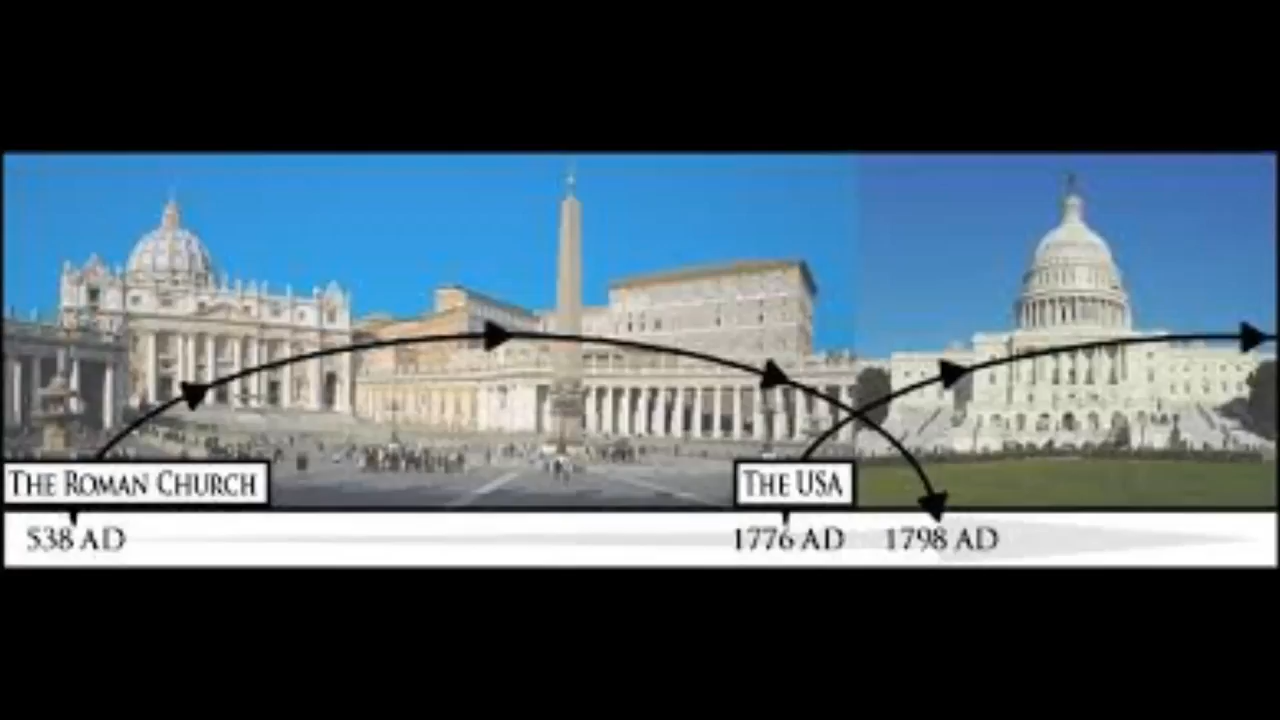 THE ROMAN CHURCH
THE USA
538 AD
1776 AD
1798 AD